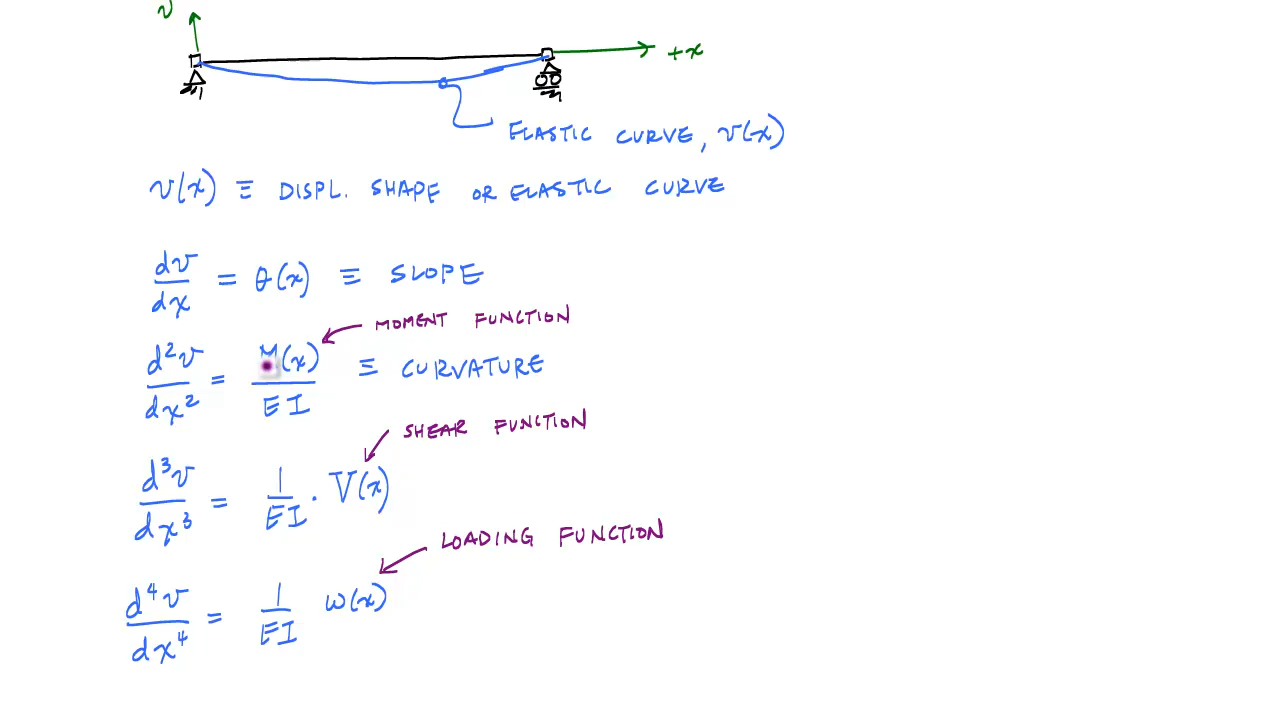 v
+x
ELASTIC CURVE, v(x)
v(x) ≡ DISPL. SHAPE OR ELASTIC CURVE
dv/dx = θ(x) ≡ SLOPE
MOMENT FUNCTION
d²v/dx² = M(x)/EI ≡ CURVATURE
SHEAR FUNCTION
d³v/dx³ = 1/EI · V(x)
LOADING FUNCTION
d⁴v/dx⁴ = 1/EI w(x)